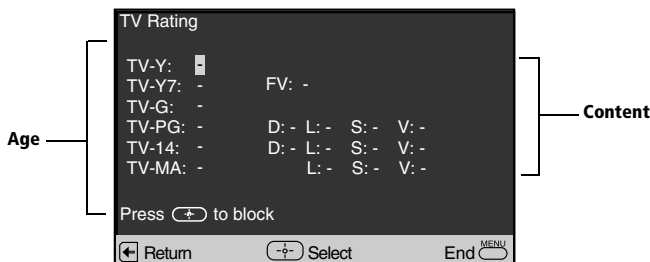 TV Rating
TV-Y: -
TV-Y7: - FV: -
TV-G: -
TV-PG: - D: - L: - S: - V: -
TV-14: - D: - L: - S: - V: -
TV-MA: - L: - S: - V: -
Age
Content
Press to block
Return Select End MENU